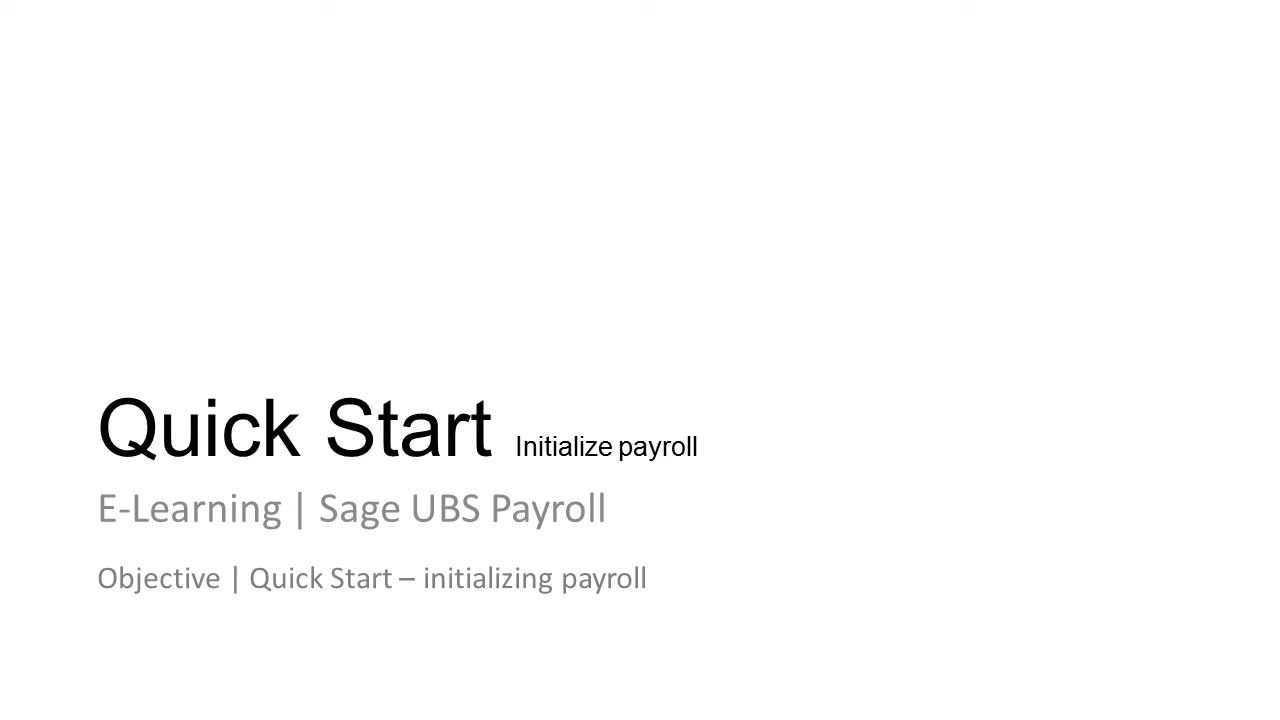 Quick Start Initialize payroll
E-Learning | Sage UBS Payroll
Objective | Quick Start – initializing payroll